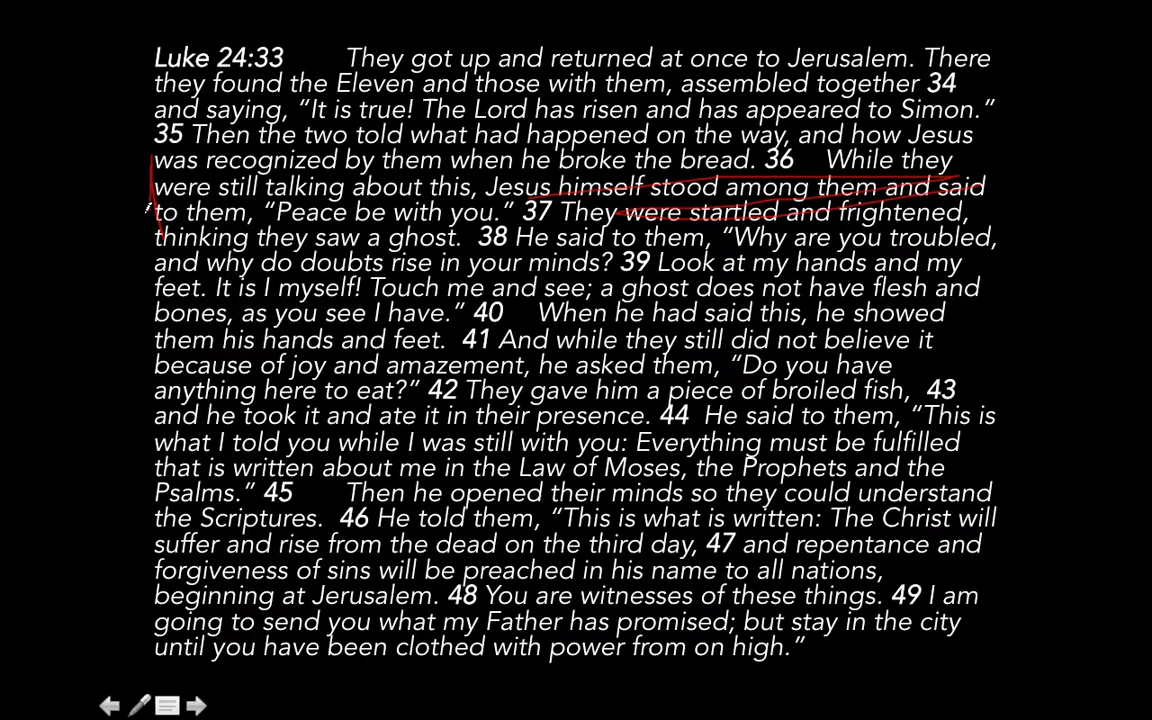 Luke 24:33 They got up and returned at once to Jerusalem. There
they found the Eleven and those with them, assembled together 34
and saying, “It is true! The Lord has risen and has appeared to Simon.”
35 Then the two told what had happened on the way, and how Jesus
was recognized by them when he broke the bread. 36 While they
were still talking about this, Jesus himself stood among them and said
to them, “Peace be with you.” 37 They were startled and frightened,
thinking they saw a ghost. 38 He said to them, “Why are you troubled,
and why do doubts rise in your minds? 39 Look at my hands and my
feet. It is I myself! Touch me and see; a ghost does not have flesh and
bones, as you see I have.” 40 When he had said this, he showed
them his hands and feet. 41 And while they still did not believe it
because of joy and amazement, he asked them, “Do you have
anything here to eat?” 42 They gave him a piece of broiled fish, 43
and he took it and ate it in their presence. 44 He said to them, “This is
what I told you while I was still with you: Everything must be fulfilled
that is written about me in the Law of Moses, the Prophets and the
Psalms.” 45 Then he opened their minds so they could understand
the Scriptures. 46 He told them, “This is what is written: The Christ will
suffer and rise from the dead on the third day, 47 and repentance and
forgiveness of sins will be preached in his name to all nations,
beginning at Jerusalem. 48 You are witnesses of these things. 49 I am
going to send you what my Father has promised; but stay in the city
until you have been clothed with power from on high.”